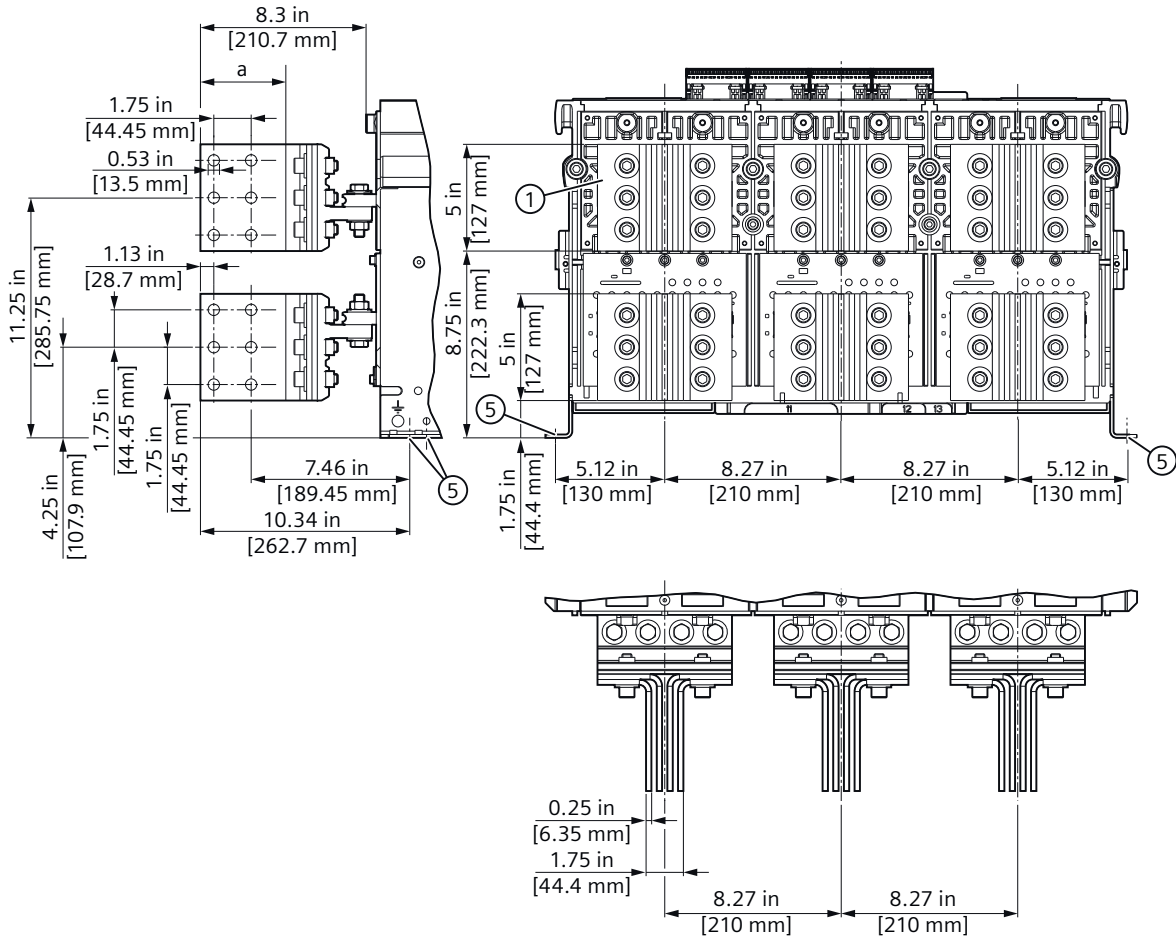 8.3 in
[210.7 mm]
a
1.75 in
[44.45 mm]
0.53 in
[13.5 mm]
1.13 in
[28.7 mm]
11.25 in
[285.75 mm]
1.75 in
[44.45 mm]
1.75 in
[44.45 mm]
4.25 in
[107.9 mm]
7.46 in
[189.45 mm]
10.34 in
[262.7 mm]
5
1
5 in
[127 mm]
8.75 in
[222.3 mm]
5 in
[127 mm]
1.75 in
[44.4 mm]
5
11
12
13
5
5.12 in
[130 mm]
8.27 in
[210 mm]
8.27 in
[210 mm]
5.12 in
[130 mm]
0.25 in
[6.35 mm]
1.75 in
[44.4 mm]
8.27 in
[210 mm]
8.27 in
[210 mm]